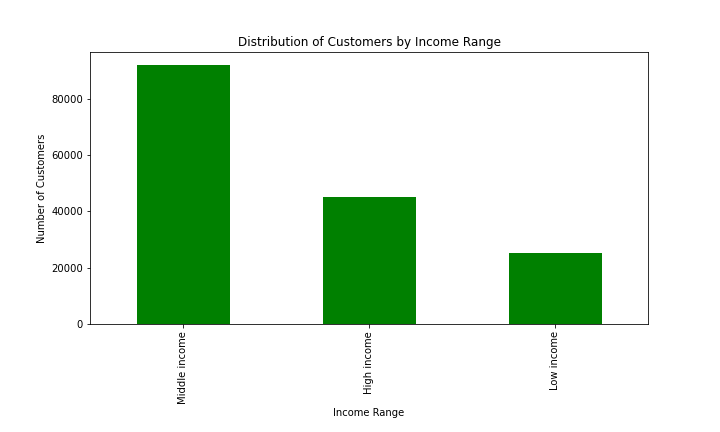 Distribution of Customers by Income Range
Number of Customers
80000
60000
40000
20000
0
Middle income
High income
Low income
Income Range